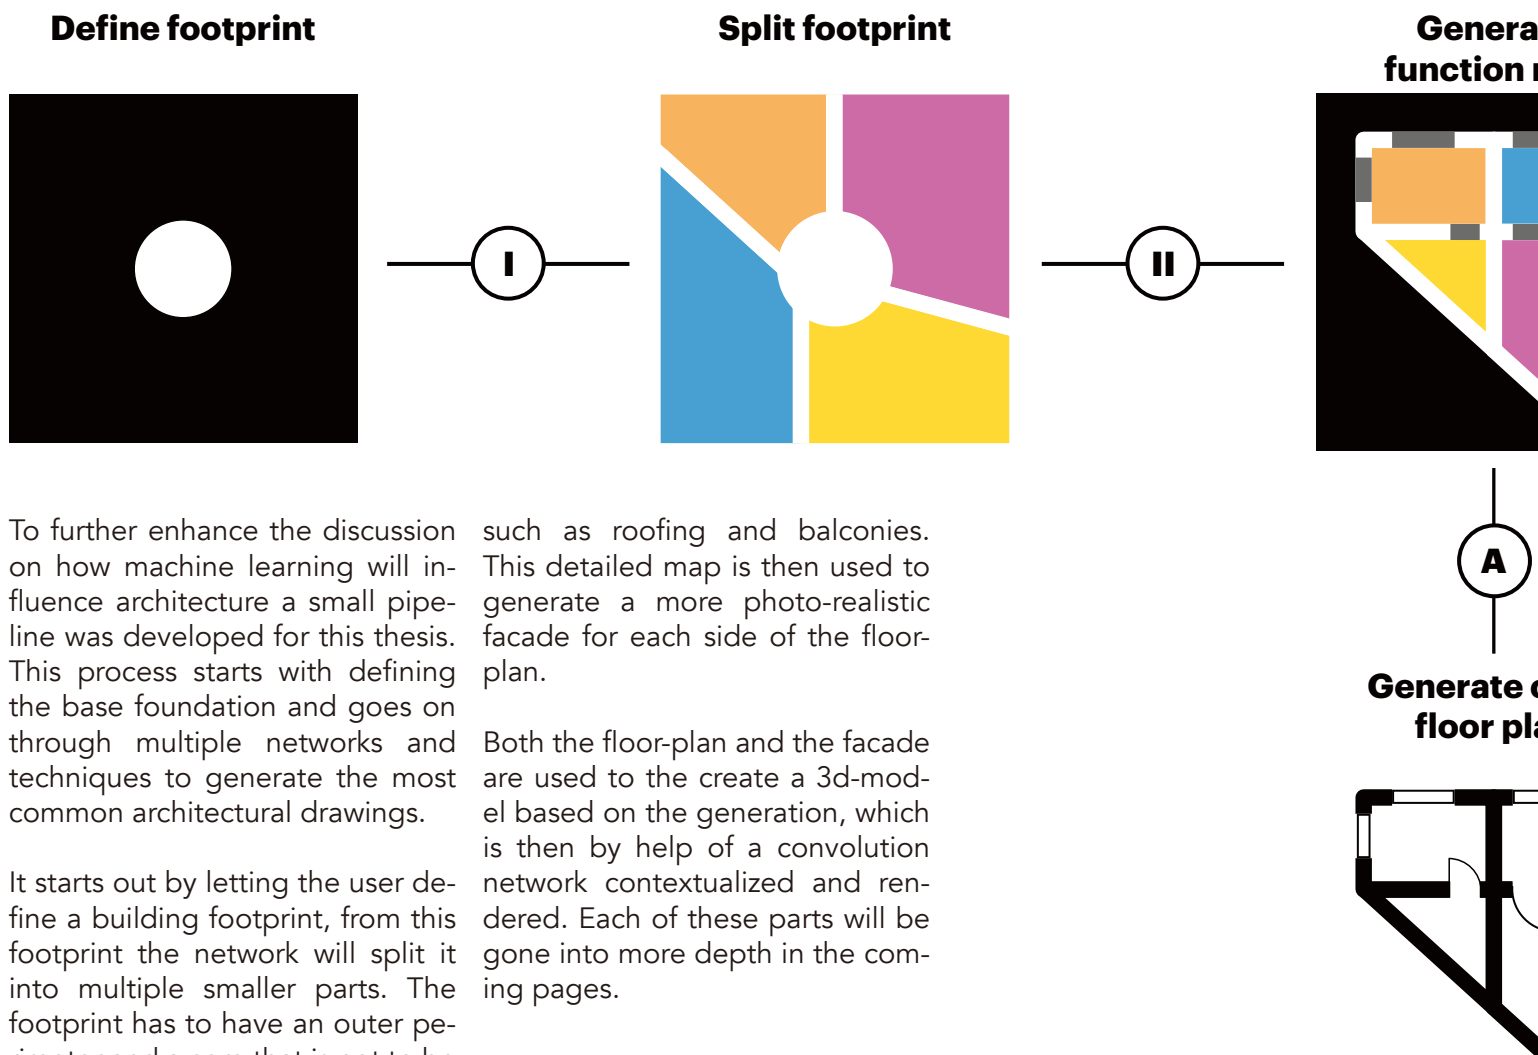 Define footprint
Split footprint
function
I
II
To further enhance the discussion
on how machine learning will in-
fluence architecture a small pipe-
line was developed for this thesis.
This process starts with defining
the base foundation and goes on
through multiple networks and
techniques to generate the most
common architectural drawings.
It starts out by letting the user de-
fine a building footprint, from this
footprint the network will split it
into multiple smaller parts. The
footprint has to have an outer pe-
such as roofing and balconies.
This detailed map is then used to
generate a more photo-realistic
facade for each side of the floor-
plan.
Both the floor-plan and the facade
are used to the create a 3d-mod-
el based on the generation, which
is then by help of a convolution
network contextualized and ren-
dered. Each of these parts will be
gone into more depth in the com-
ing pages.
A
Generate
floor